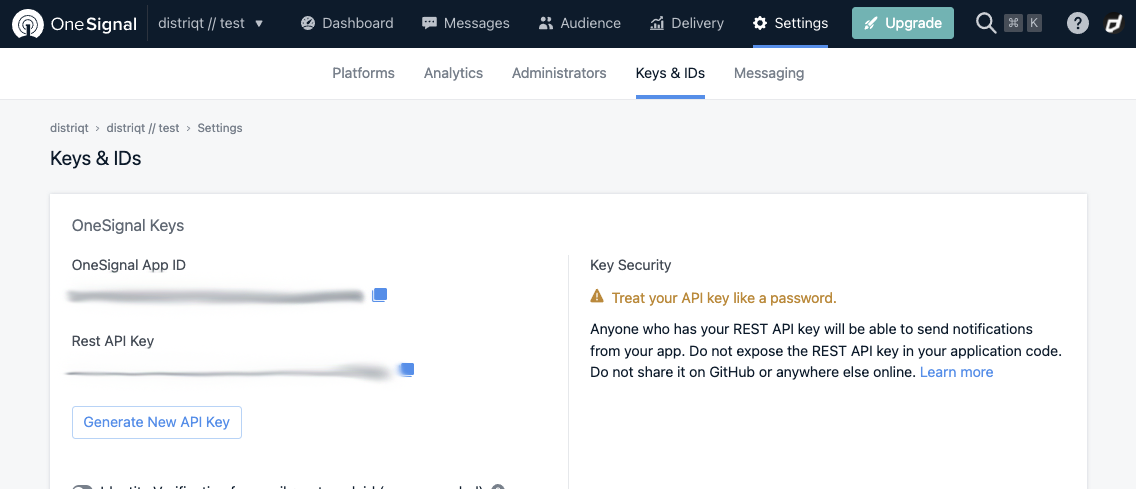 OneSignal
distriqt // test ▼ Dashboard Messages Audience Delivery Settings Upgrade ⌘ K ?
Platforms Analytics Administrators Keys & IDs Messaging
distriqt › distriqt // test › Settings
Keys & IDs
OneSignal Keys
OneSignal App ID
Rest API Key
Generate New API Key
Key Security
Treat your API key like a password.
Anyone who has your REST API key will be able to send notifications
from your app. Do not expose the REST API key in your application code.
Do not share it on GitHub or anywhere else online. Learn more